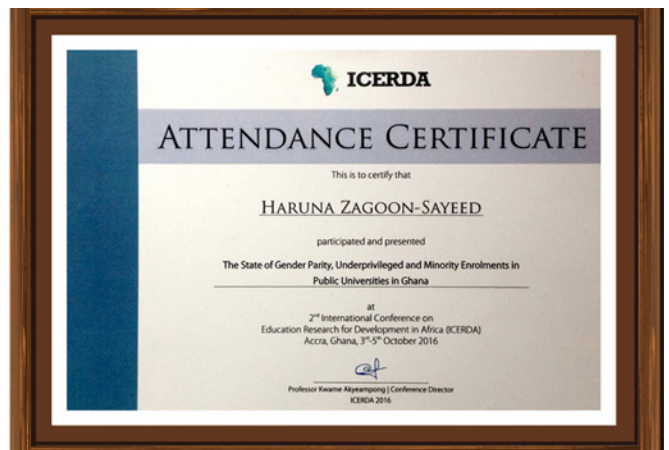 ICERDA
ATTENDANCE CERTIFICATE
This is to certify that
HARUNA ZAGOON-SAYEED
participated and presented
The State of Gender Parity, Underprivileged and Minority Enrolments in
Public Universities in Ghana
at
2nd International Conference on
Education Research for Development in Africa (ICERDA)
Accra, Ghana, 3rd-5th October 2016
Professor Kwame Akyeampong | Conference Director
ICERDA 2016